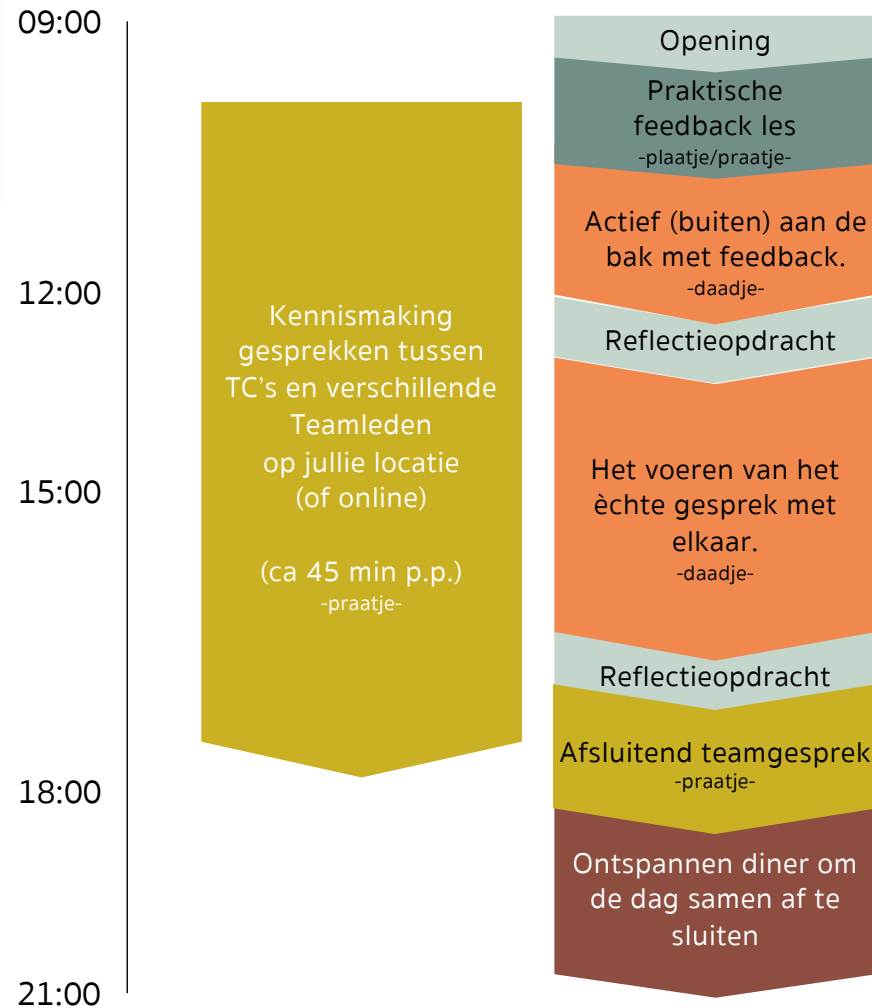 09:00
12:00
15:00
18:00
21:00
Kennismaking
gesprekken tussen
TC's en verschillende
Teamleden
op jullie locatie
(of online)
(ca 45 min p.p.)
-praatje-
Opening
Praktische
feedback les
-plaatje/praatje-
Actief (buiten) aan de
bak met feedback.
-daadje-
Reflectieopdracht
Het voeren van het
èchte gesprek met
elkaar.
-daadje-
Reflectieopdracht
Afsluitend teamgesprek
-praatje-
Ontspannen diner om
de dag samen af te
sluiten